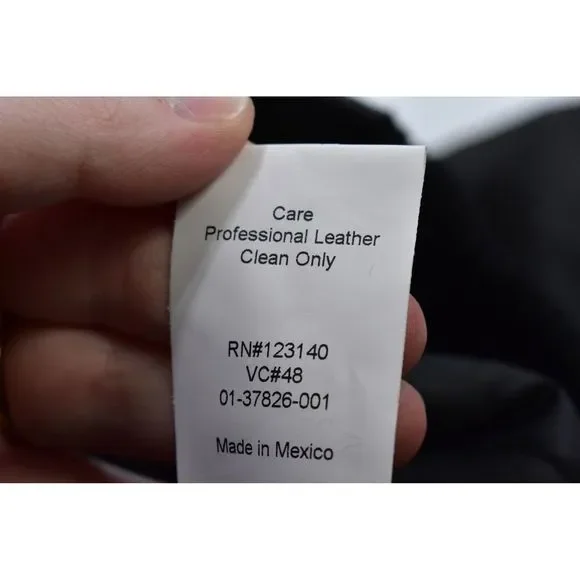 Care
Professional Leather
Clean Only
RN#123140
VC#48
01-37826-001
Made in Mexico